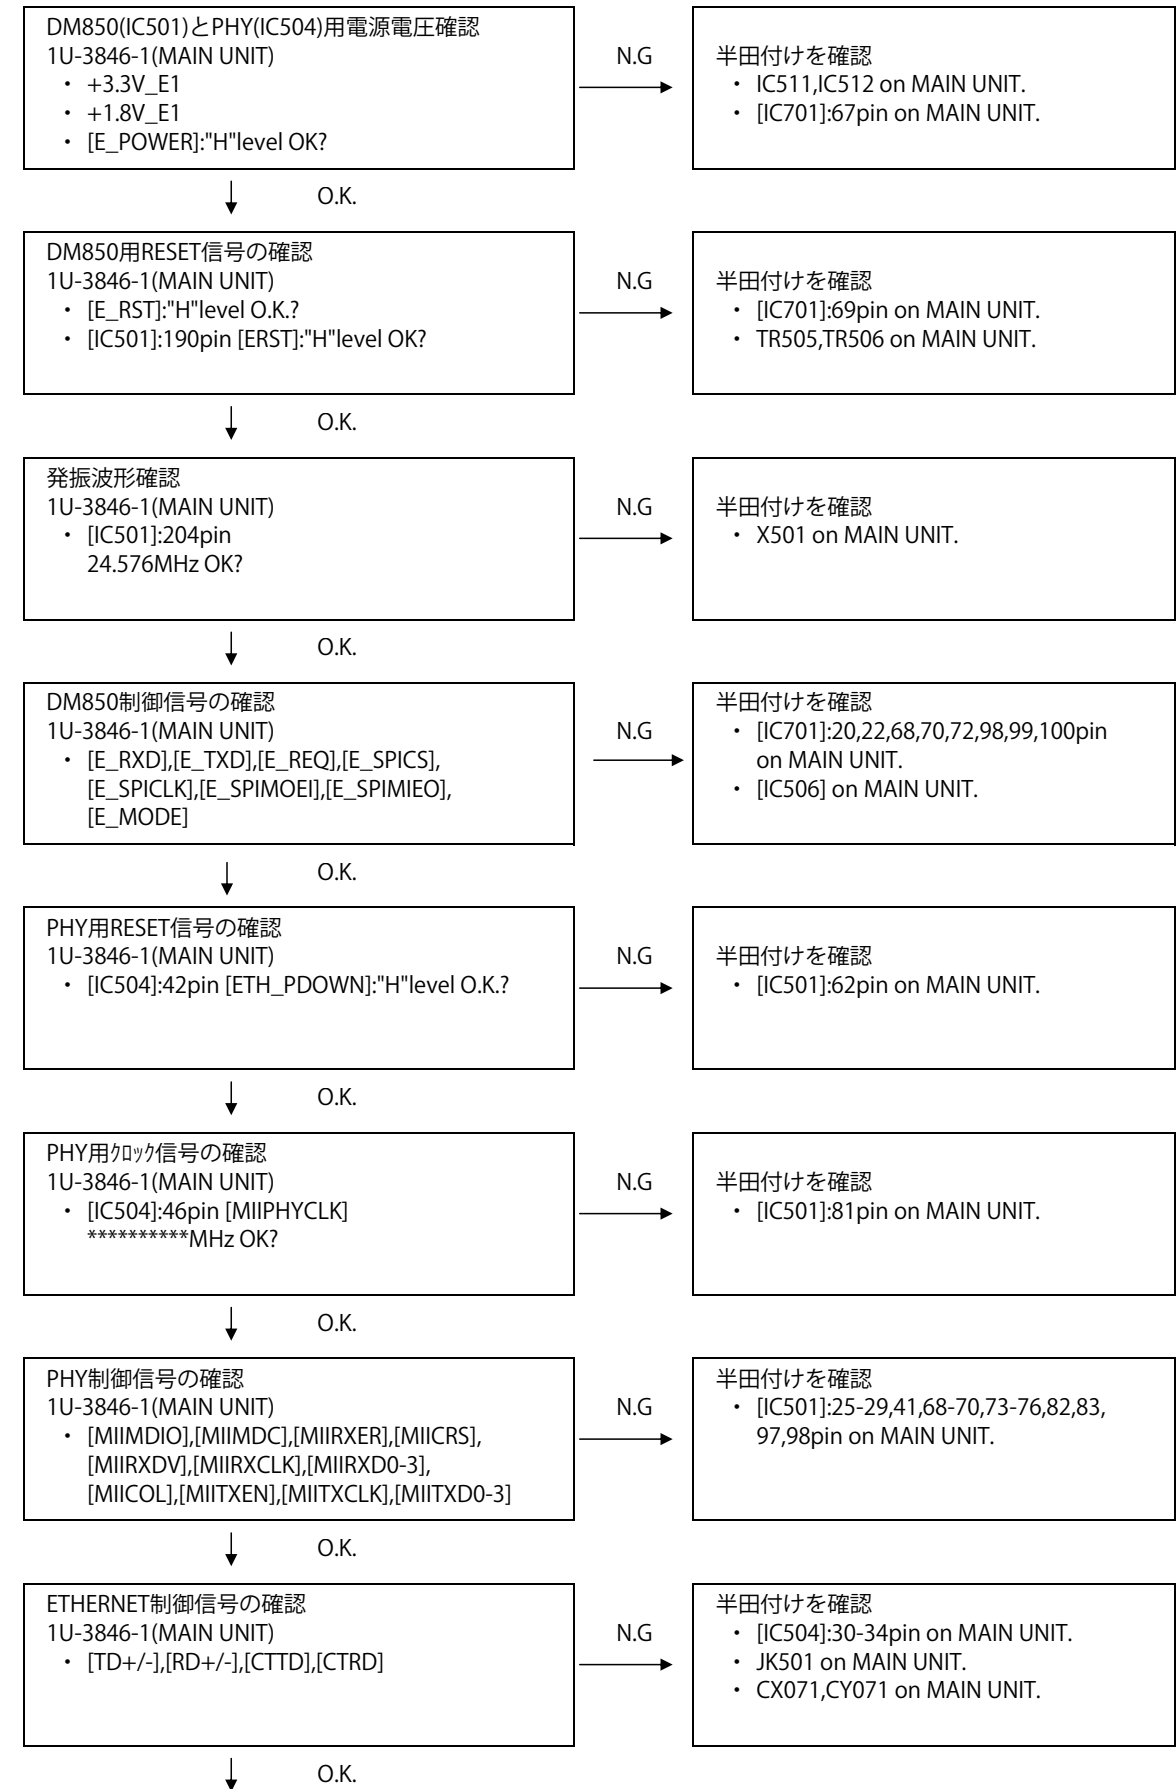 DM850(IC501)とPHY(IC504)用電源電圧確認
1U-3846-1(MAIN UNIT)
・ +3.3V_E1
・ +1.8V_E1
・ [E_POWER]:"H"level OK?
N.G
半田付けを確認
・ IC511,IC512 on MAIN UNIT.
・ [IC701]:67pin on MAIN UNIT.
O.K.
DM850用RESET信号の確認
1U-3846-1(MAIN UNIT)
・ [E_RST]:"H"level O.K.?
・ [IC501]:190pin [ERST]:"H"level OK?
N.G
半田付けを確認
・ [IC701]:69pin on MAIN UNIT.
・ TR505,TR506 on MAIN UNIT.
O.K.
発振波形確認
1U-3846-1(MAIN UNIT)
・ [IC501]:204pin
24.576MHz OK?
N.G
半田付けを確認
・ X501 on MAIN UNIT.
O.K.
DM850制御信号の確認
1U-3846-1(MAIN UNIT)
・ [E_RXD],[E_TXD],[E_REQ],[E_SPICS],
[E_SPICLK],[E_SPIMOEI],[E_SPIMIEO],
[E_MODE]
N.G
半田付けを確認
・ [IC701]:20,22,68,70,72,98,99,100pin
on MAIN UNIT.
・ [IC506] on MAIN UNIT.
O.K.
PHY用RESET信号の確認
1U-3846-1(MAIN UNIT)
・ [IC504]:42pin [ETH_PDOWN]:"H"level O.K.?
N.G
半田付けを確認
・ [IC501]:62pin on MAIN UNIT.
O.K.
PHY用ｸﾛｯｸ信号の確認
1U-3846-1(MAIN UNIT)
・ [IC504]:46pin [MIIPHYCLK]
**********MHz OK?
N.G
半田付けを確認
・ [IC501]:81pin on MAIN UNIT.
O.K.
PHY制御信号の確認
1U-3846-1(MAIN UNIT)
・ [MIIMDIO],[MIIMDC],[MIIRXER],[MIICRS],
[MIIRXDV],[MIIRXCLK],[MIIRXD0-3],
[MIICOL],[MIITXEN],[MIITXCLK],[MIITXD0-3]
N.G
半田付けを確認
・ [IC501]:25-29,41,68-70,73-76,82,83,
97,98pin on MAIN UNIT.
O.K.
ETHERNET制御信号の確認
1U-3846-1(MAIN UNIT)
・ [TD+/-],[RD+/-],[CTTD],[CTRD]
N.G
半田付けを確認
・ [IC504]:30-34pin on MAIN UNIT.
・ JK501 on MAIN UNIT.
・ CX071,CY071 on MAIN UNIT.
O.K.